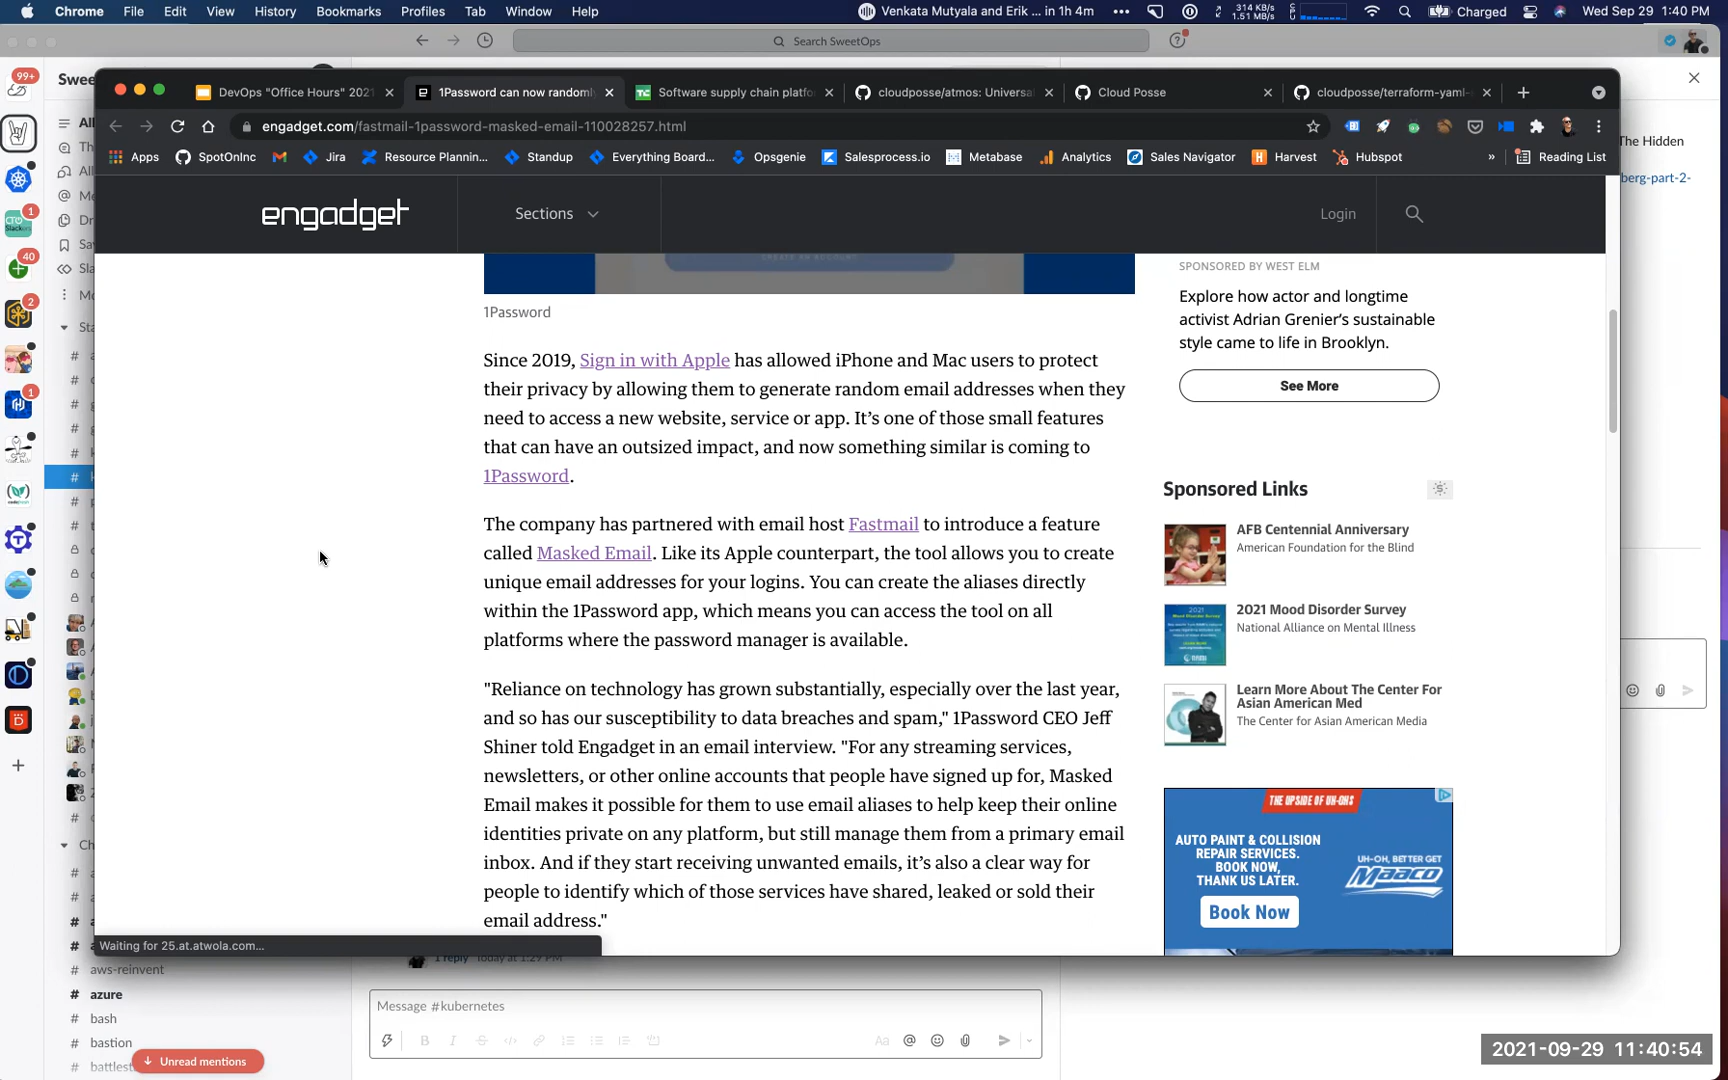 Chrome File Edit View History Bookmarks Profiles Tab Window Help
Venkata Mutyala and Erik ... in 1h 4m
314 KB/s
1.51 MB/s
Charged
Wed Sep 29 1:40 PM
Search SweetOps
99+
Swe
DevOps "Office Hours" 2021
1Password can now randoml
Software supply chain platfo
cloudposse/atmos: Universa
Cloud Posse
cloudposse/terraform-yaml-
engadget.com/fastmail-1password-masked-email-110028257.html
Apps
SpotOnInc
Jira
Resource Plannin...
Standup
Everything Board...
Opsgenie
Salesprocess.io
Metabase
Analytics
Sales Navigator
Harvest
Hubspot
»
Reading List
The Hidden
berg-part-2-
engadget
Sections
Login
1Password
Since 2019, Sign in with Apple has allowed iPhone and Mac users to protect
their privacy by allowing them to generate random email addresses when they
need to access a new website, service or app. It's one of those small features
that can have an outsized impact, and now something similar is coming to
1Password.
The company has partnered with email host Fastmail to introduce a feature
called Masked Email. Like its Apple counterpart, the tool allows you to create
unique email addresses for your logins. You can create the aliases directly
within the 1Password app, which means you can access the tool on all
platforms where the password manager is available.
"Reliance on technology has grown substantially, especially over the last year,
and so has our susceptibility to data breaches and spam," 1Password CEO Jeff
Shiner told Engadget in an email interview. "For any streaming services,
newsletters, or other online accounts that people have signed up for, Masked
Email makes it possible for them to use email aliases to help keep their online
identities private on any platform, but still manage them from a primary email
inbox. And if they start receiving unwanted emails, it's also a clear way for
people to identify which of those services have shared, leaked or sold their
email address."
SPONSORED BY WEST ELM
Explore how actor and longtime
activist Adrian Grenier's sustainable
style came to life in Brooklyn.
See More
Sponsored Links
AFB Centennial Anniversary
American Foundation for the Blind
2021 Mood Disorder Survey
National Alliance on Mental Illness
Learn More About The Center For
Asian American Med
The Center for Asian American Media
THE UPSIDE OF UH-OHS
AUTO PAINT & COLLISION
REPAIR SERVICES.
BOOK NOW,
THANK US LATER.
Book Now
UH-OH, BETTER GET
MAACO
Waiting for 25.at.atwola.com...
1 reply Today at 1:29 PM
aws-reinvent
azure
bash
bastion
battlest
Unread mentions
Message #kubernetes
2021-09-29 11:40:54